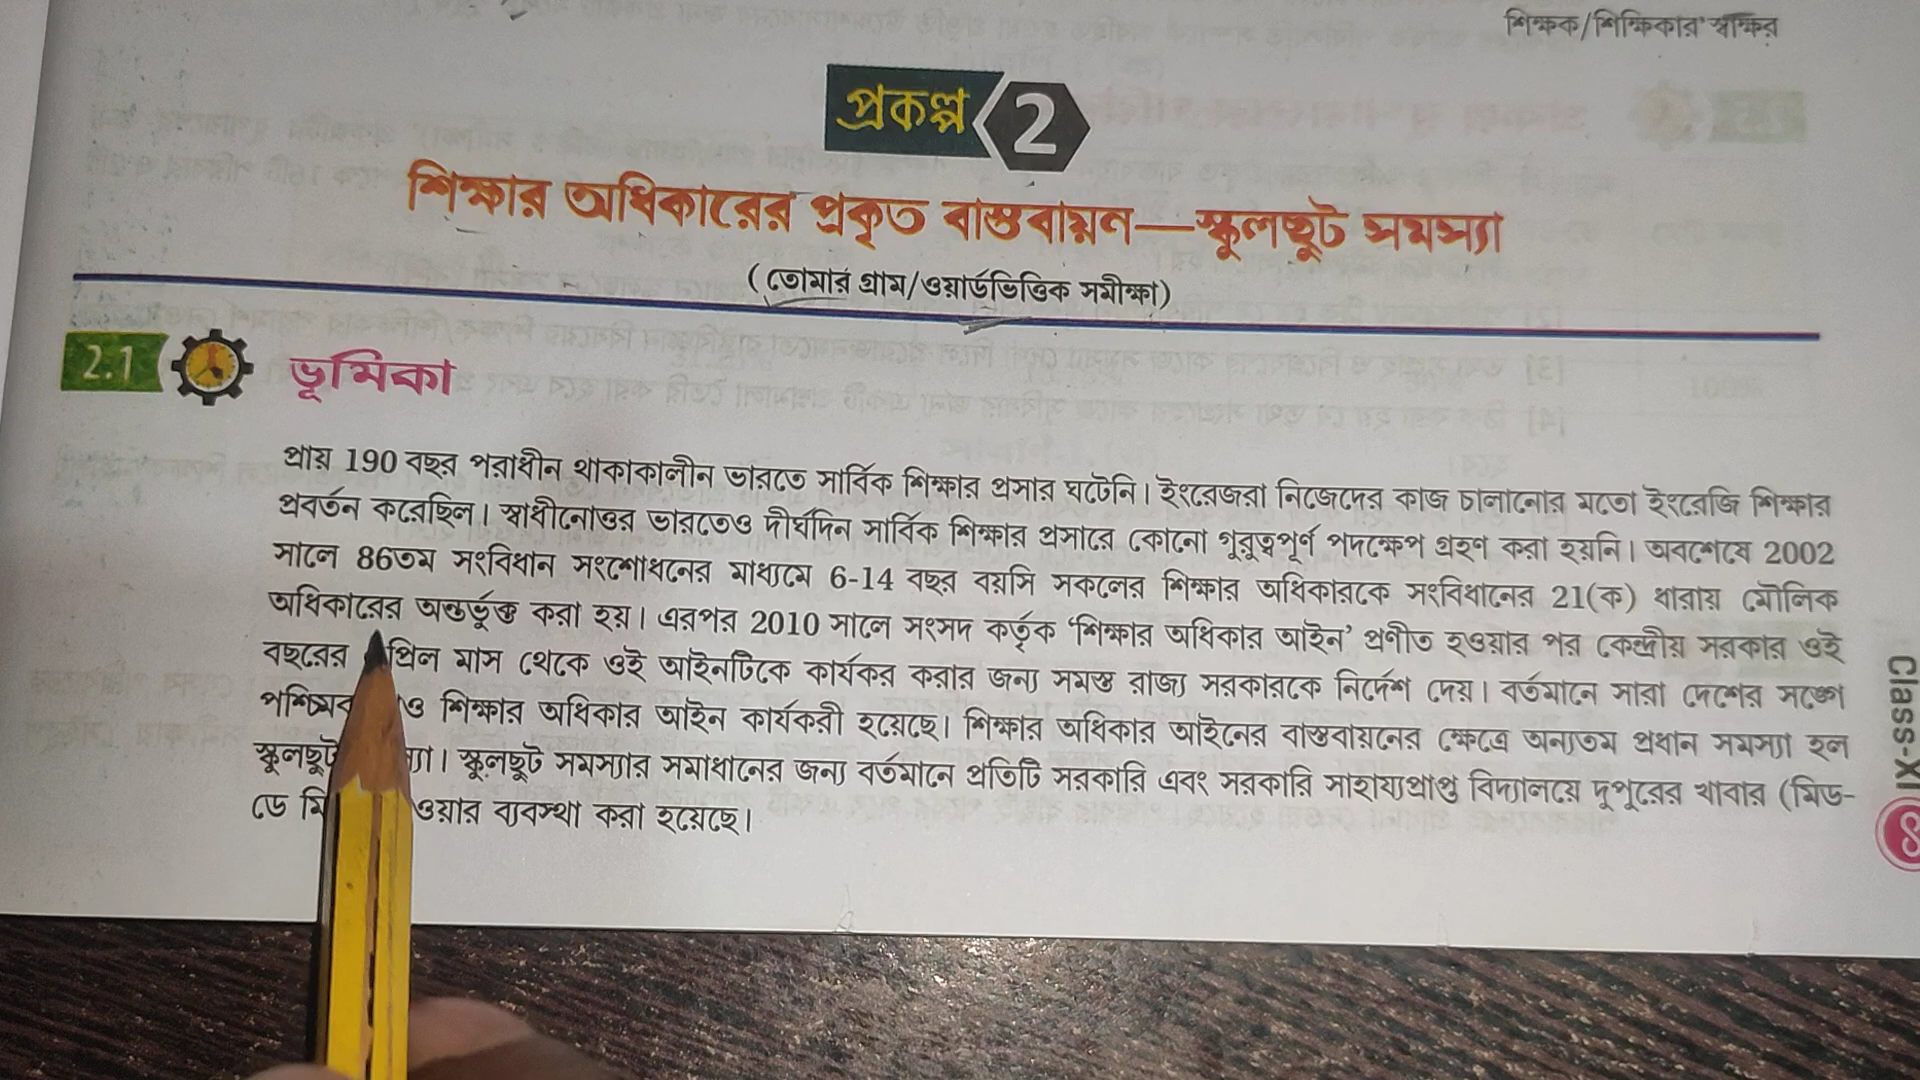 শিক্ষক/শিক্ষিকার স্বাক্ষর
প্রকল্প 2
শিক্ষার অধিকারের প্রকৃত বাস্তবায়ন—স্কুলছুট সমস্যা
(তোমার গ্রাম/ওয়ার্ডভিত্তিক সমীক্ষা)
2.1 ভূমিকা
প্রায় 190 বছর পরাধীন থাকাকালীন ভারতে সার্বিক শিক্ষার প্রসার ঘটেনি। ইংরেজরা নিজেদের কাজ চালানোর মতো ইংরেজি শিক্ষার
প্রবর্তন করেছিল। স্বাধীনোত্তর ভারতেও দীর্ঘদিন সার্বিক শিক্ষার প্রসারে কোনো গুরুত্বপূর্ণ পদক্ষেপ গ্রহণ করা হয়নি। অবশেষে 2002
সালে 86তম সংবিধান সংশোধনের মাধ্যমে 6-14 বছর বয়সি সকলের শিক্ষার অধিকারকে সংবিধানের 21(ক) ধারায় মৌলিক
অধিকারের অন্তর্ভুক্ত করা হয়। এরপর 2010 সালে সংসদ কর্তৃক ‘শিক্ষার অধিকার আইন’ প্রণীত হওয়ার পর কেন্দ্রীয় সরকার ওই
বছরের প্রিল মাস থেকে ওই আইনটিকে কার্যকর করার জন্য সমস্ত রাজ্য সরকারকে নির্দেশ দেয়। বর্তমানে সারা দেশের সঙ্গে
পশ্চিমব ও শিক্ষার অধিকার আইন কার্যকরী হয়েছে। শিক্ষার অধিকার আইনের বাস্তবায়নের ক্ষেত্রে অন্যতম প্রধান সমস্যা হল
স্কুলছুট স্যা। স্কুলছুট সমস্যার সমাধানের জন্য বর্তমানে প্রতিটি সরকারি এবং সরকারি সাহায্যপ্রাপ্ত বিদ্যালয়ে দুপুরের খাবার (মিড-
ডে মি ওয়ার ব্যবস্থা করা হয়েছে।
Class-XI